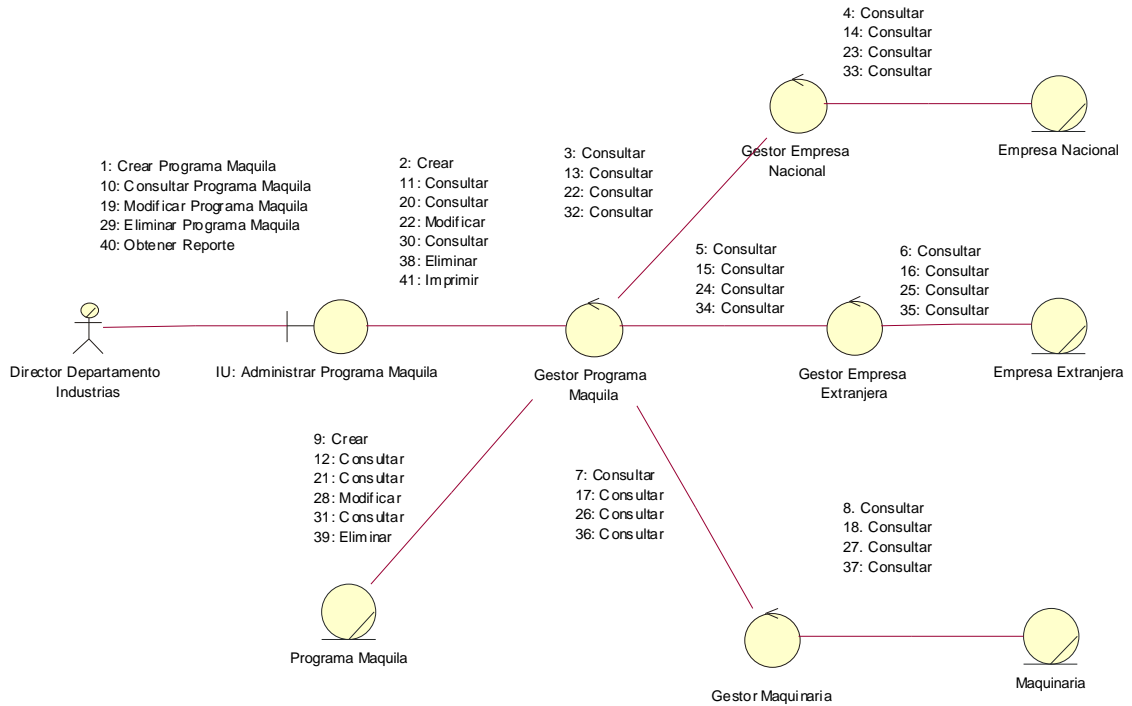 4: Consultar
14: Consultar
23: Consultar
33: Consultar
Gestor Empresa
Nacional
Empresa Nacional
1: Crear Programa Maquila
10: Consultar Programa Maquila
19: Modificar Programa Maquila
29: Eliminar Programa Maquila
40: Obtener Reporte
2: Crear
11: Consultar
20: Consultar
22: Modificar
30: Consultar
38: Eliminar
41: Imprimir
3: Consultar
13: Consultar
22: Consultar
32: Consultar
5: Consultar
15: Consultar
24: Consultar
34: Consultar
6: Consultar
16: Consultar
25: Consultar
35: Consultar
Director Departamento
Industrias
IU: Administrar Programa Maquila
Gestor Programa
Maquila
Gestor Empresa
Extranjera
Empresa Extranjera
9: Crear
12: Consultar
21: Consultar
28: Modificar
31: Consultar
39: Eliminar
7: Consultar
17: Consultar
26: Consultar
36: Consultar
8. Consultar
18. Consultar
27. Consultar
37: Consultar
Programa Maquila
Gestor Maquinaria
Maquinaria